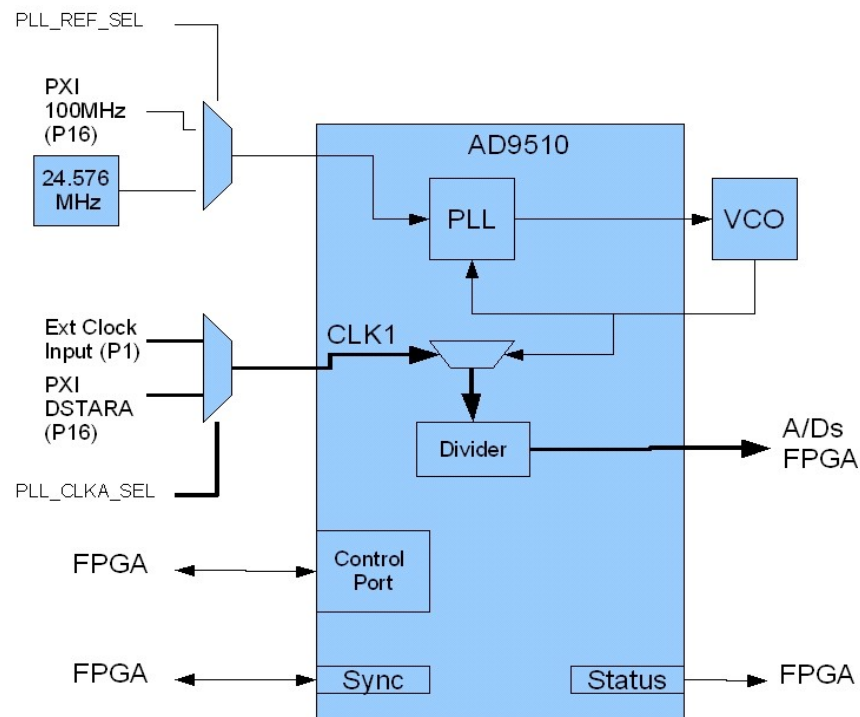 PLL_REF_SEL
PXI
100MHz
(P16)
24.576
MHz
AD9510
PLL
VCO
Ext Clock
Input (P1)
CLK1
PXI
DSTARA
(P16)
Divider
A/Ds
FPGA
PLL_CLKA_SEL
FPGA
Control
Port
FPGA
Sync
Status
FPGA